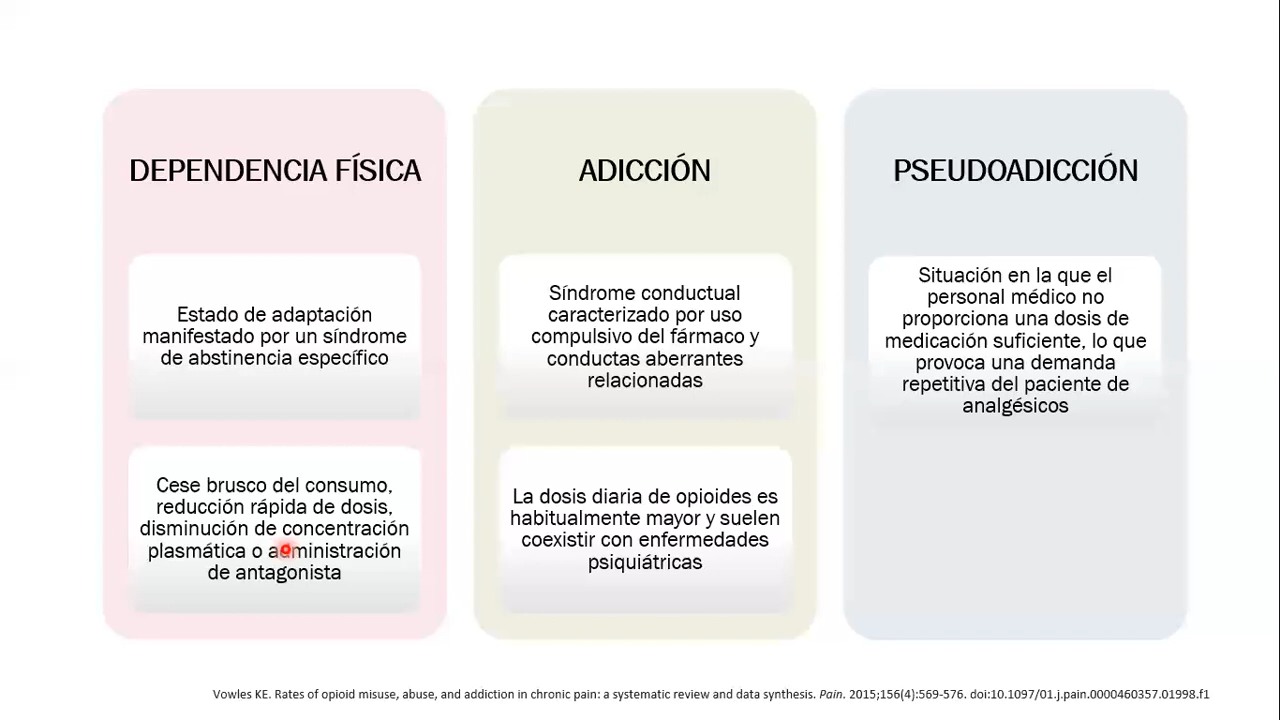 DEPENDENCIA FÍSICA
Estado de adaptación
manifestado por un síndrome
de abstinencia específico
Cese brusco del consumo,
reducción rápida de dosis,
disminución de concentración
plasmática o administración
de antagonista
ADICCIÓN
Síndrome conductual
caracterizado por uso
compulsivo del fármaco y
conductas aberrantes
relacionadas
La dosis diaria de opioides es
habitualmente mayor y suelen
coexistir con enfermedades
psiquiátricas
PSEUDOADICCIÓN
Situación en la que el
personal médico no
proporciona una dosis de
medicación suficiente, lo que
provoca una demanda
repetitiva del paciente de
analgésicos
Vowles KE. Rates of opioid misuse, abuse, and addiction in chronic pain: a systematic review and data synthesis. Pain. 2015;156(4):569-576. doi:10.1097/01.j.pain.0000460357.01998.f1